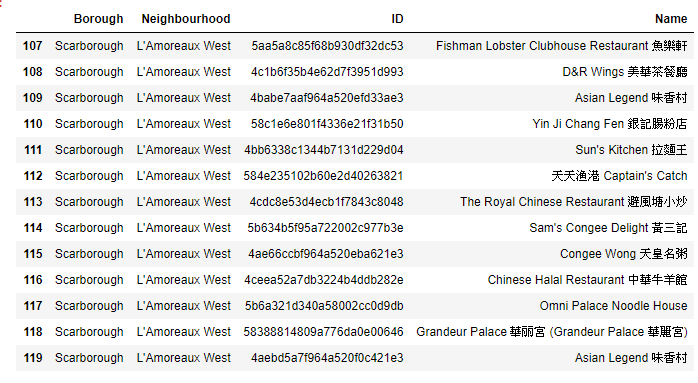 Borough Neighbourhood ID Name
107 Scarborough L'Amoreaux West 5aa5a8c85f68b930df32dc53 Fishman Lobster Clubhouse Restaurant 魚樂軒
108 Scarborough L'Amoreaux West 4c1b6f35b4e62d7f3951d993 D&R Wings 美華茶餐廳
109 Scarborough L'Amoreaux West 4babe7aaf964a520efd33ae3 Asian Legend 味香村
110 Scarborough L'Amoreaux West 58c1e6e801f4336e21f31b50 Yin Ji Chang Fen 銀記腸粉店
111 Scarborough L'Amoreaux West 4bb6338c1344b7131d229d04 Sun's Kitchen 拉麵王
112 Scarborough L'Amoreaux West 584e235102b60e2d40263821 天天漁港 Captain's Catch
113 Scarborough L'Amoreaux West 4cdc8e53d4ecb1f7843c8048 The Royal Chinese Restaurant 避風塘小炒
114 Scarborough L'Amoreaux West 5b634b5f95a722002c977b3e Sam's Congee Delight 黃三記
115 Scarborough L'Amoreaux West 4ae66ccbf964a520eba621e3 Congee Wong 天皇名粥
116 Scarborough L'Amoreaux West 4ceea52a7db3224b4ddb282e Chinese Halal Restaurant 中華牛羊館
117 Scarborough L'Amoreaux West 5b6a321d340a58002cc0d9db Omni Palace Noodle House
118 Scarborough L'Amoreaux West 58388814809a776da0e00646 Grandeur Palace 華丽宮 (Grandeur Palace 華麗宮)
119 Scarborough L'Amoreaux West 4aebd5a7f964a520f0c421e3 Asian Legend 味香村